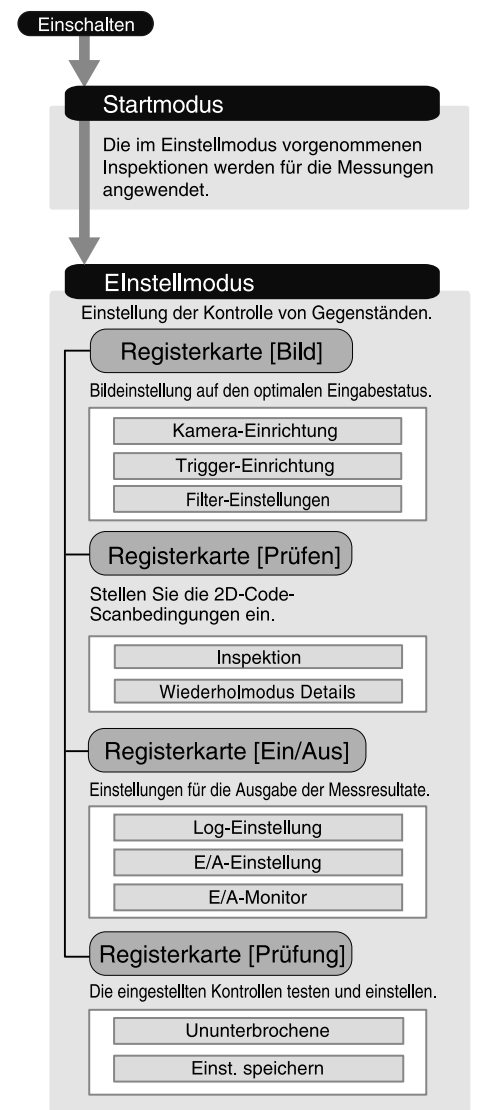 Einschalten
Startmodus
Die im Einstellmodus vorgenommenen
Inspektionen werden für die Messungen
angewendet.
EInstellmodus
Einstellung der Kontrolle von Gegenständen.
Registerkarte [Bild]
Bildeinstellung auf den optimalen Eingabestatus.
Kamera-Einrichtung
Trigger-Einrichtung
Filter-Einstellungen
Registerkarte [Prüfen]
Stellen Sie die 2D-Code-
Scanbedingungen ein.
Inspektion
Wiederholmodus Details
Registerkarte [Ein/Aus]
Einstellungen für die Ausgabe der Messresultate.
Log-Einstellung
E/A-Einstellung
E/A-Monitor
Registerkarte [Prüfung]
Die eingestellten Kontrollen testen und einstellen.
Ununterbrochene
Einst. speichern